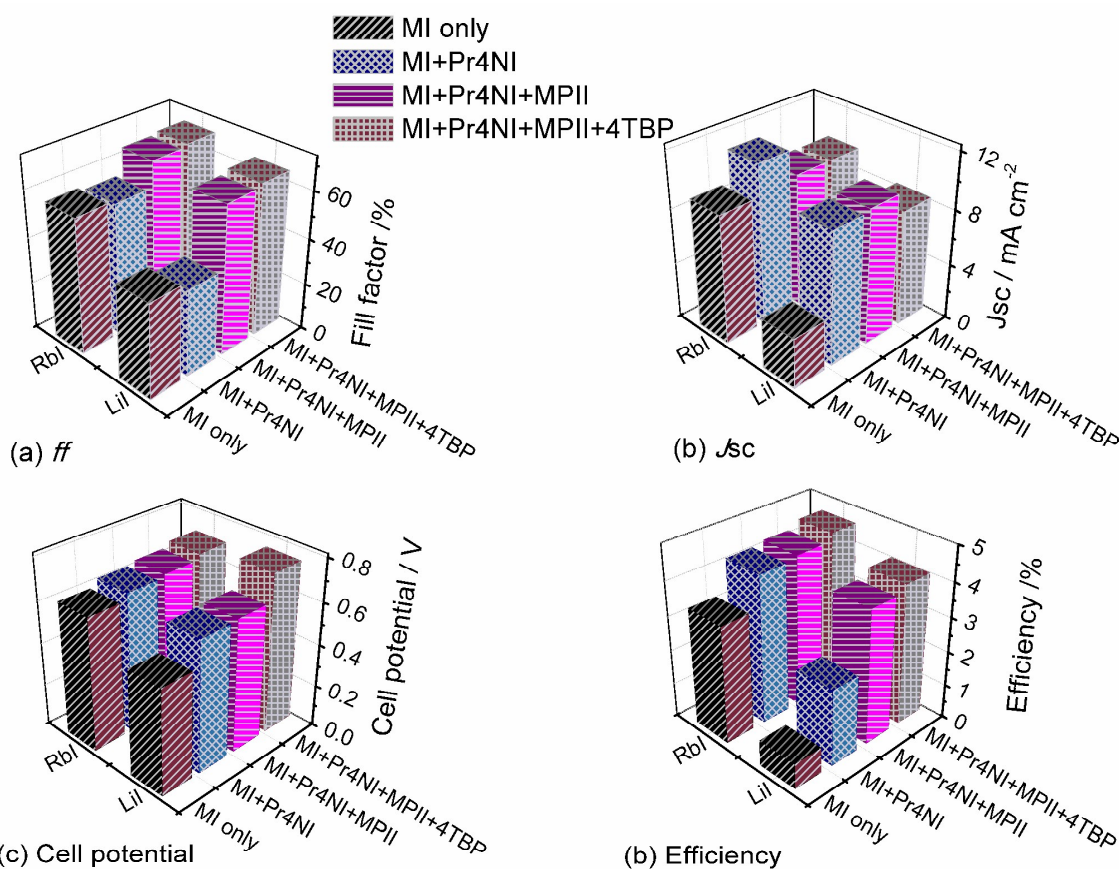 MI only
MI+Pr4NI
MI+Pr4NI+MPII
MI+Pr4NI+MPII+4TBP
60
40
20
0
Fill factor /%
RbI
LiI
MI only
MI+Pr4NI
MI+Pr4NI+MPII
MI+Pr4NI+MPII+4TBP
(a) ff
12
8
4
0
Jsc / mA cm-2
RbI
LiI
MI only
MI+Pr4NI
MI+Pr4NI+MPII
MI+Pr4NI+MPII+4TBP
(b) Jsc
0.8
0.6
0.4
0.2
0.0
Cell potential / V
RbI
LiI
MI only
MI+Pr4NI
MI+Pr4NI+MPII
MI+Pr4NI+MPII+4TBP
(c) Cell potential
5
4
3
2
1
0
Efficiency /%
RbI
LiI
MI only
MI+Pr4NI
MI+Pr4NI+MPII
MI+Pr4NI+MPII+4TBP
(b) Efficiency